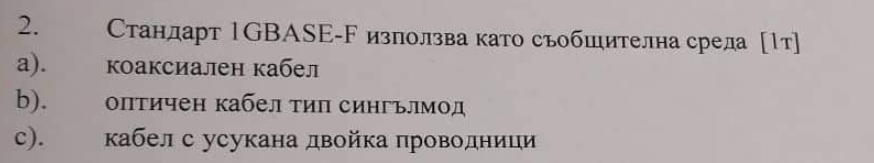 2. Стандарт 1GBASE-F използва като съобщителна среда [1т]
a). коаксиален кабел
b). оптичен кабел тип сингълмод
c). кабел с усукана двойка проводници